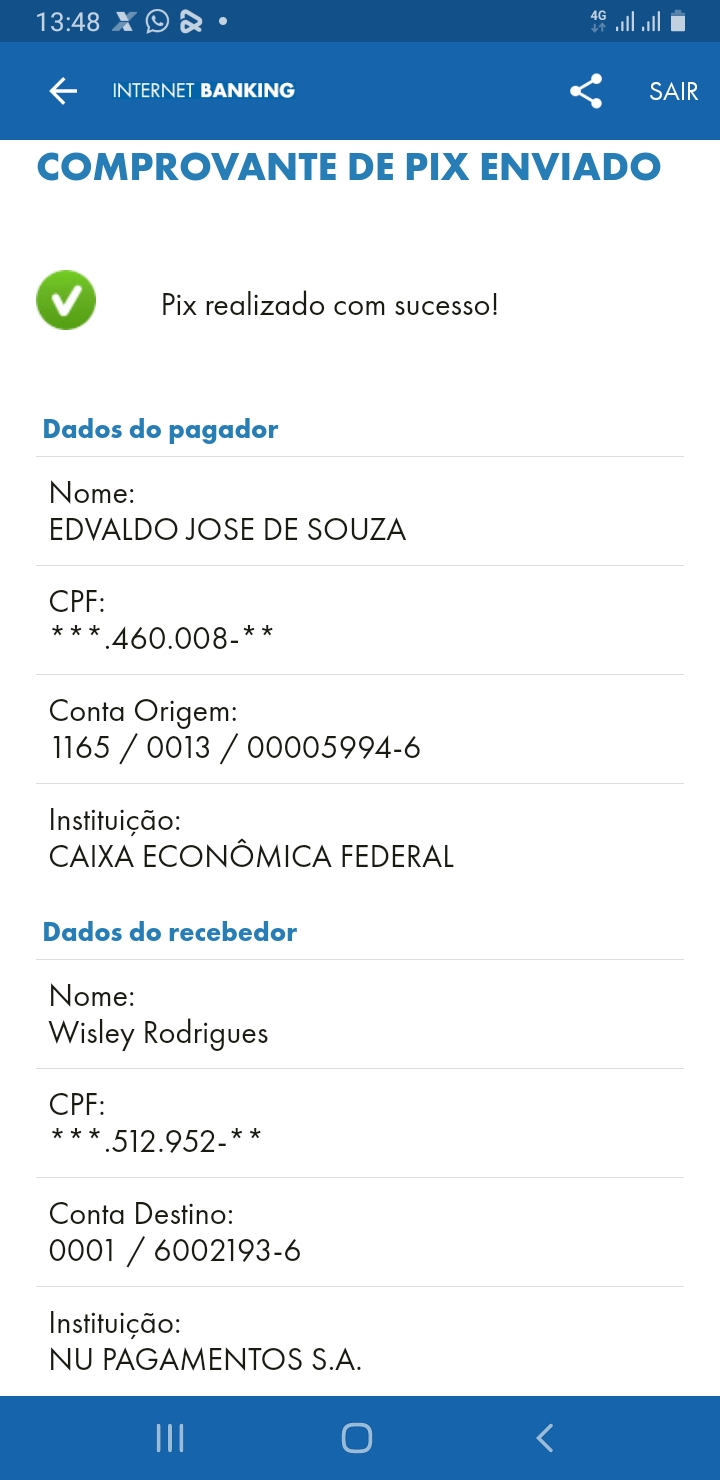 13:48
4G
INTERNET BANKING
SAIR
COMPROVANTE DE PIX ENVIADO
Pix realizado com sucesso!
Dados do pagador
Nome:
EDVALDO JOSE DE SOUZA
CPF:
***.460.008-**
Conta Origem:
1165 / 0013 / 00005994-6
Instituição:
CAIXA ECONÔMICA FEDERAL
Dados do recebedor
Nome:
Wisley Rodrigues
CPF:
***.512.952-**
Conta Destino:
0001 / 6002193-6
Instituição:
NU PAGAMENTOS S.A.